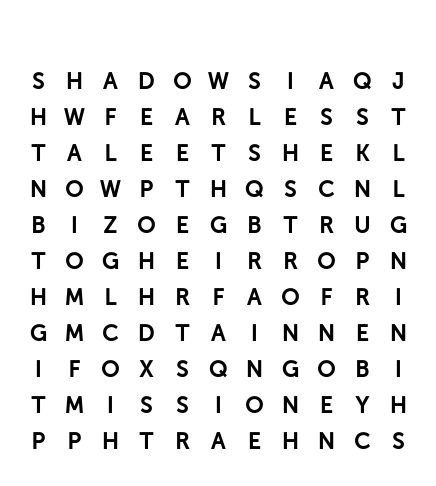 S H A D O W S I A Q J
H W F E A R L E S S T
T A L E E T S H E K L
N O W P T H Q S C N L
B I Z O E G B T R U G
T O G H E I R R O P N
H M L H R F A O F R I
G M C D T A I N N E N
I F O X S Q N G O B I
T M I S S I O N E Y H
P P H T R A E H N C S